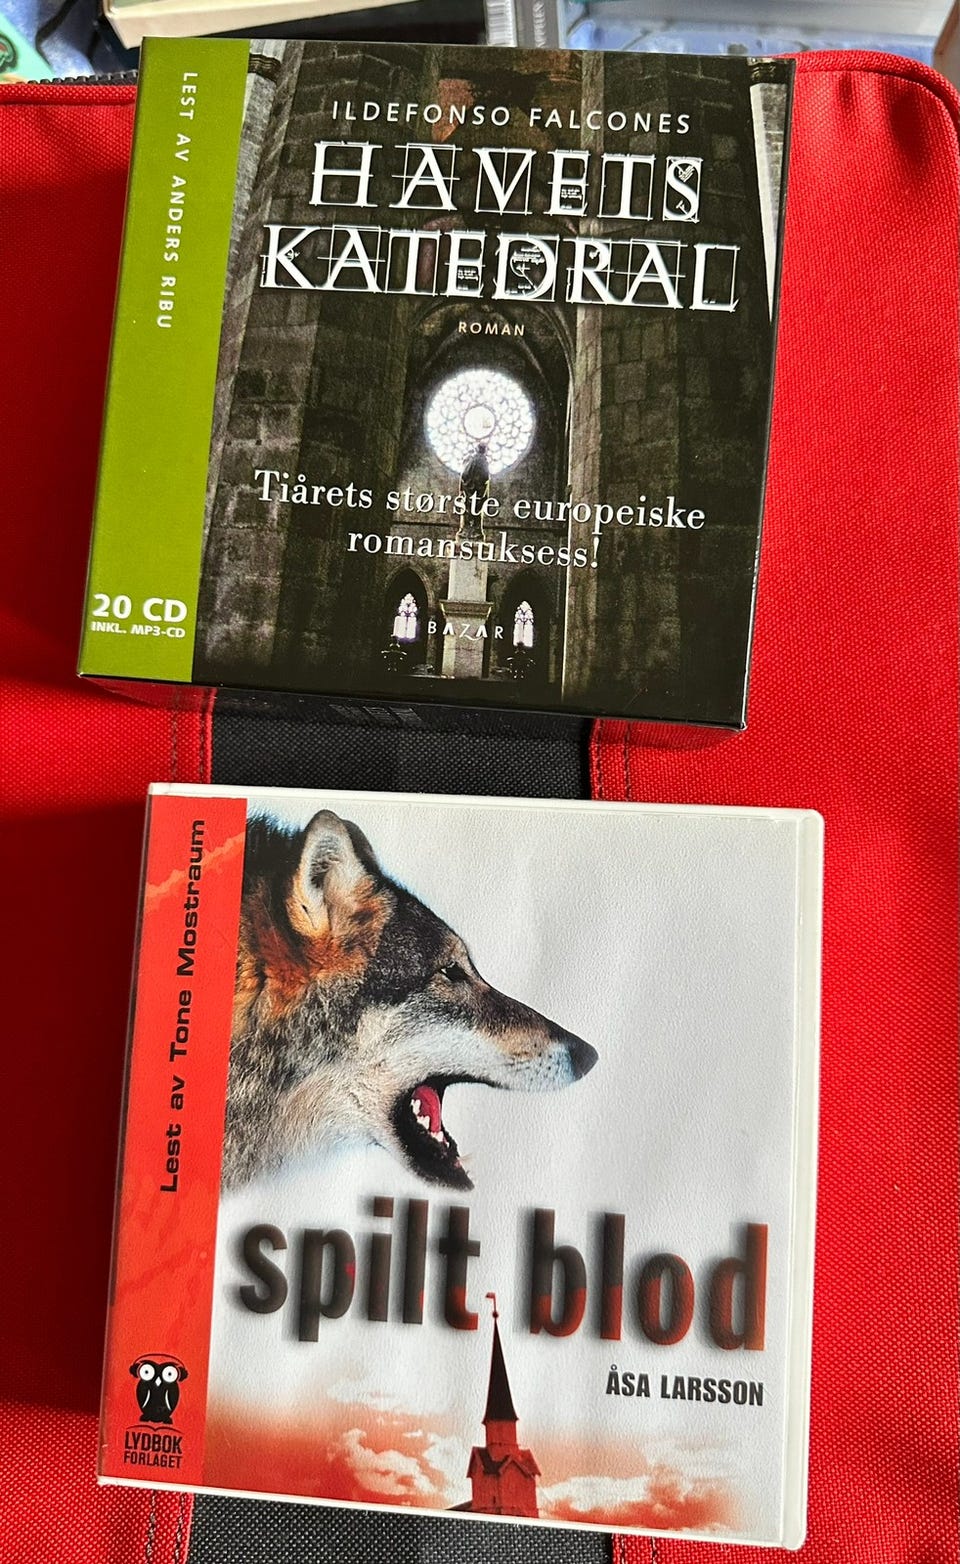 LEST AV ANDERS RIBU
ILDEFONSO FALCONES
HAVETS
KATEDRAL
ROMAN
Tiårets største europeiske
romansuksess!
20 CD
INKL. MP3-CD
BAZAR
Lest av Tone Mostraum
spilt blod
ÅSA LARSSON
LYDBOK
FORLAGET